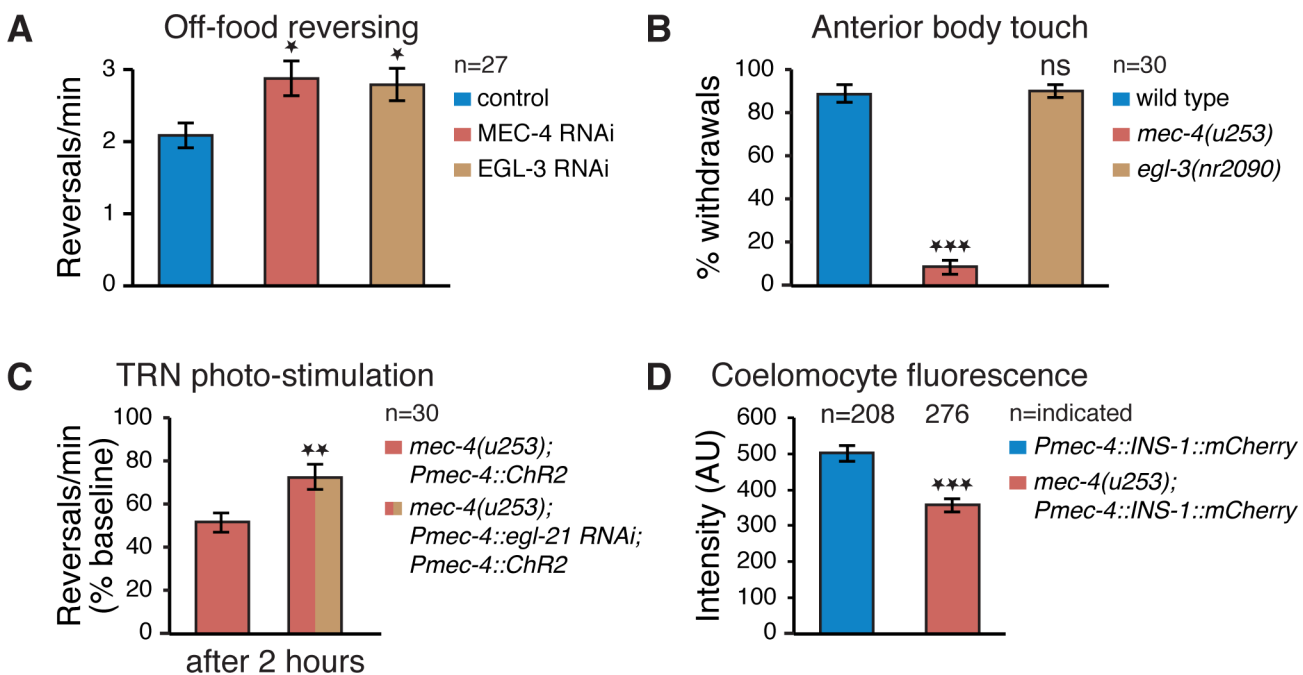 A
Off-food reversing
Reversals/min
3
2
1
0
★
★
n=27
control
MEC-4 RNAi
EGL-3 RNAi
B
Anterior body touch
% withdrawals
100
80
60
40
20
0
★★★
ns
n=30
wild type
mec-4(u253)
egl-3(nr2090)
C
TRN photo-stimulation
Reversals/min
(% baseline)
100
80
60
40
20
0
★★
after 2 hours
n=30
mec-4(u253);
Pmec-4::ChR2
mec-4(u253);
Pmec-4::egl-21 RNAi;
Pmec-4::ChR2
D
Coelomocyte fluorescence
Intensity (AU)
600
500
400
300
200
100
0
n=208
276
★★★
n=indicated
Pmec-4::INS-1::mCherry
mec-4(u253);
Pmec-4::INS-1::mCherry